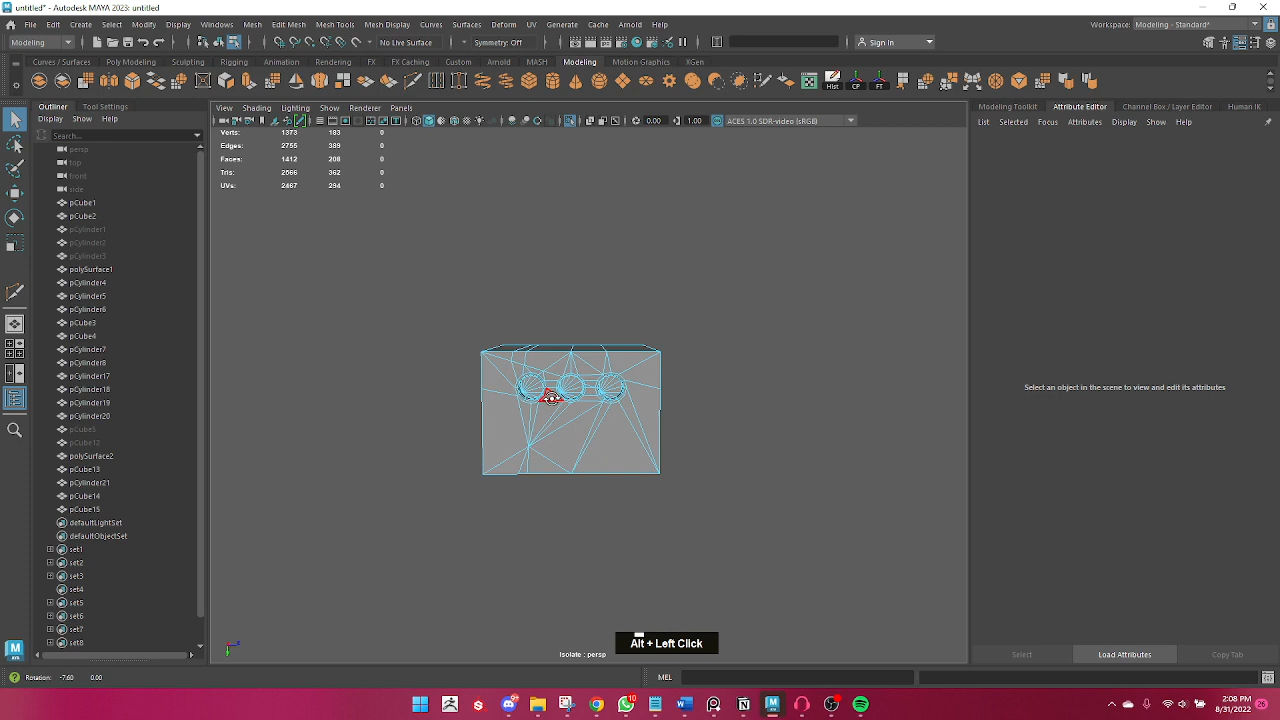 untitled* - Autodesk MAYA 2023: untitled
File Edit Create Select Modify Display Windows Mesh Edit Mesh Mesh Tools Mesh Display Curves Surfaces Deform UV Generate Cache Arnold Help
Workspace: Modeling - Standard*
Modeling No Live Surface Symmetry: Off Sign In
Curves / Surfaces Poly Modeling Sculpting Rigging Animation Rendering FX FX Caching Custom Arnold MASH Modeling Motion Graphics XGen
Hist CP FT
Outliner Tool Settings
View Shading Lighting Show Renderer Panels
Modeling Toolkit Attribute Editor Channel Box / Layer Editor Human IK
Display Show Help
0.00 1.00 ACES 1.0 SDR-video (sRGB)
List Selected Focus Attributes Display Show Help
Search...
Verts: 1373 183 0
Edges: 2755 389 0
Faces: 1412 208 0
Tris: 2566 362 0
UVs: 2467 294 0
persp
top
front
side
pCube1
pCube2
pCylinder1
pCylinder2
pCylinder3
polySurface1
pCylinder4
pCylinder5
pCylinder6
pCube3
pCube4
pCylinder7
pCylinder8
pCylinder17
pCylinder18
pCylinder19
pCylinder20
pCube5
pCube12
polySurface2
pCube13
pCylinder21
pCube14
pCube15
defaultLightSet
defaultObjectSet
set1
set2
set3
set4
set5
set6
set7
set8
Select an object in the scene to view and edit its attributes
Alt + Left Click
Isolate : persp
Select Load Attributes Copy Tab
Rotation: -7.60 0.00
MEL
10
2:08 PM
8/31/2022